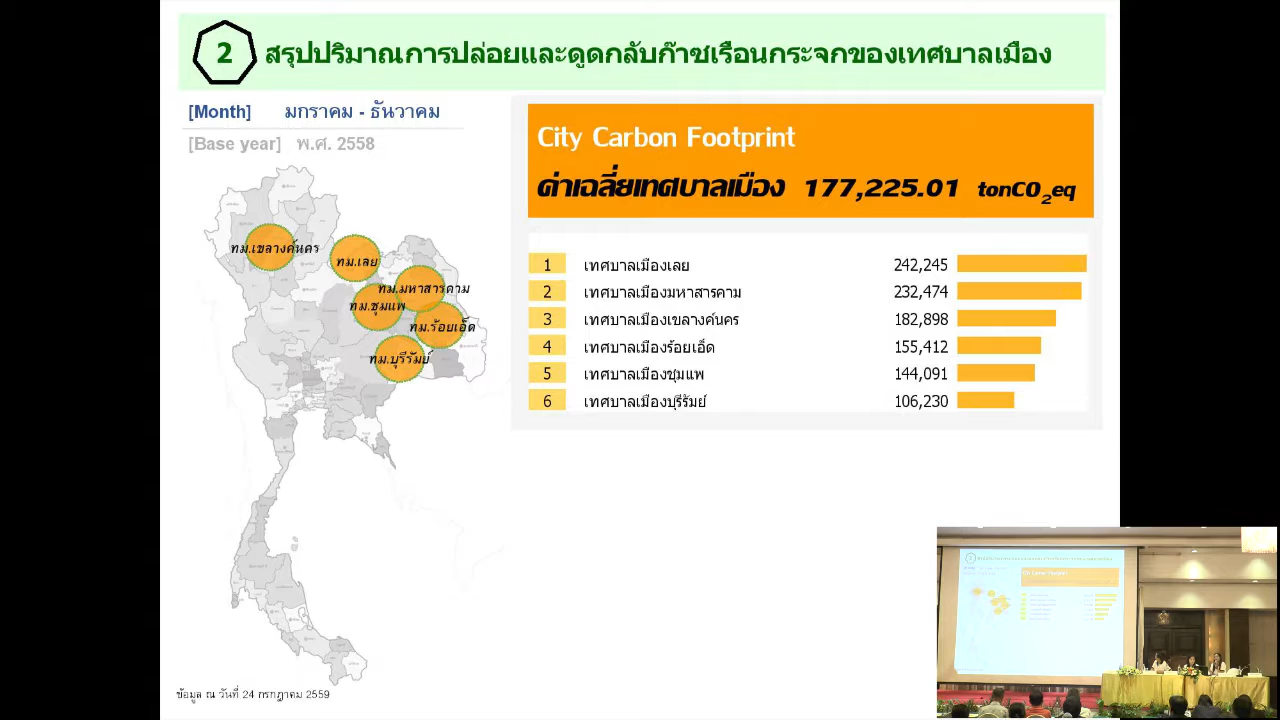 2 สรุปปริมาณการปล่อยและดูดกลับก๊าซเรือนกระจกของเทศบาลเมือง
[Month] มกราคม - ธันวาคม
[Base year] พ.ศ. 2558
City Carbon Footprint
ค่าเฉลี่ยเทศบาลเมือง 177,225.01 tonCO2eq
1 เทศบาลเมืองเลย 242,245
2 เทศบาลเมืองมหาสารคาม 232,474
3 เทศบาลเมืองเขลางค์นคร 182,898
4 เทศบาลเมืองร้อยเอ็ด 155,412
5 เทศบาลเมืองชุมแพ 144,091
6 เทศบาลเมืองบุรีรัมย์ 106,230
ทม.เขลางค์นคร
ทม.เลย
ทม.มหาสารคาม
ทม.ชุมแพ
ทม.ร้อยเอ็ด
ทม.บุรีรัมย์
ข้อมูล ณ วันที่ 24 กรกฎาคม 2559